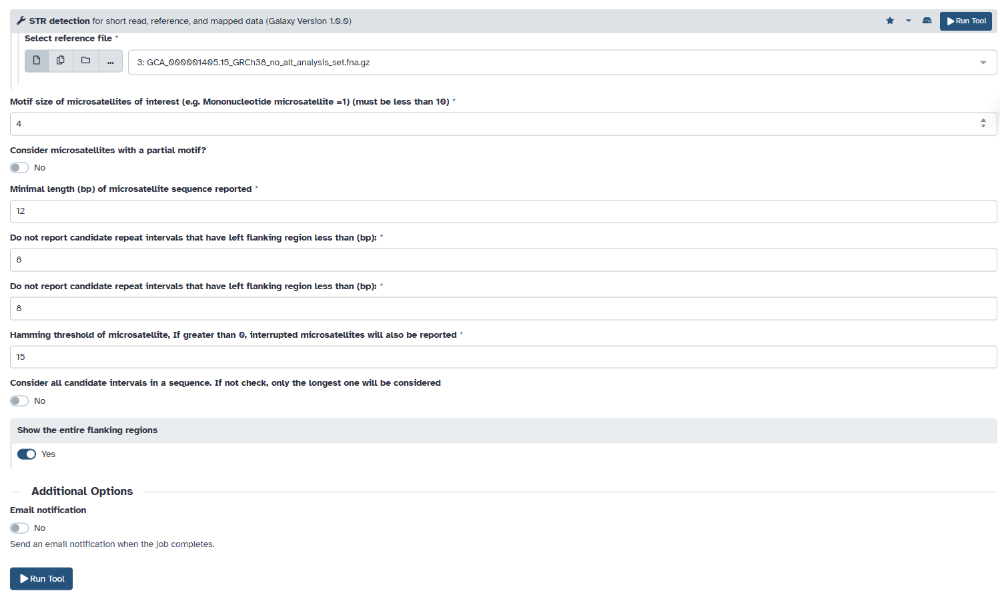 STR detection for short read, reference, and mapped data (Galaxy Version 1.0.0)
Run Tool
Select reference file *
...
3: GCA_000001405.15_GRCh38_no_alt_analysis_set.fna.gz
Motif size of microsatellites of interest (e.g. Mononucleotide microsatellite =1) (must be less than 10) *
4
Consider microsatellites with a partial motif?
No
Minimal length (bp) of microsatellite sequence reported *
12
Do not report candidate repeat intervals that have left flanking region less than (bp): *
8
Do not report candidate repeat intervals that have left flanking region less than (bp): *
8
Hamming threshold of microsatellite, If greater than 0, interrupted microsatellites will also be reported *
15
Consider all candidate intervals in a sequence. If not check, only the longest one will be considered
No
Show the entire flanking regions
Yes
Additional Options
Email notification
No
Send an email notification when the job completes.
Run Tool